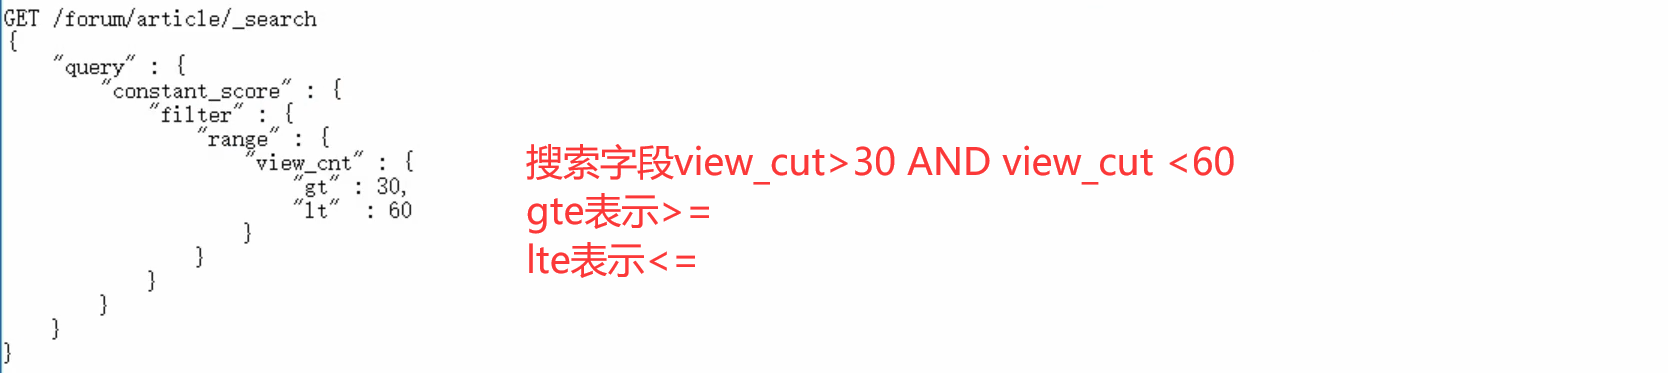 GET /forum/article/_search
{
"query" : {
"constant_score" : {
"filter" : {
"range" : {
"view_cnt" : {
"gt" : 30,
"lt" : 60
}
}
}
}
}
}
搜索字段view_cut>30 AND view_cut <60
gte表示>=
lte表示<=